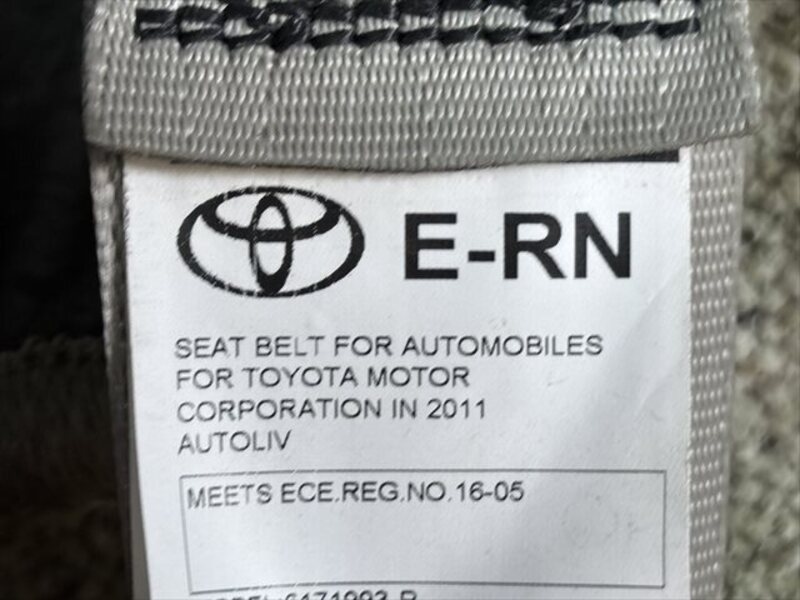 E-RN
SEAT BELT FOR AUTOMOBILES
FOR TOYOTA MOTOR
CORPORATION IN 2011
AUTOLIV
MEETS ECE.REG.NO.16-05